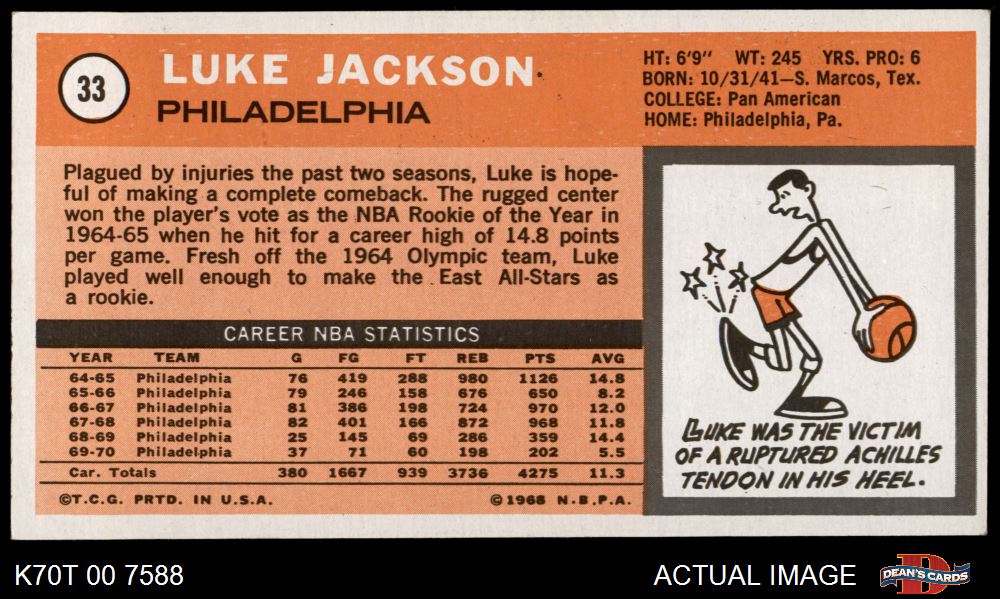 33
LUKE JACKSON
PHILADELPHIA
HT: 6'9" WT: 245 YRS. PRO: 6
BORN: 10/31/41—S. Marcos, Tex.
COLLEGE: Pan American
HOME: Philadelphia, Pa.
Plagued by injuries the past two seasons, Luke is hope-
ful of making a complete comeback. The rugged center
won the player's vote as the NBA Rookie of the Year in
1964-65 when he hit for a career high of 14.8 points
per game. Fresh off the 1964 Olympic team, Luke
played well enough to make the East All-Stars as
a rookie.
CAREER NBA STATISTICS
YEAR TEAM G FG FT REB PTS AVG
64-65 Philadelphia 76 419 288 980 1126 14.8
65-66 Philadelphia 79 246 158 676 650 8.2
66-67 Philadelphia 81 386 198 724 970 12.0
67-68 Philadelphia 82 401 166 872 968 11.8
68-69 Philadelphia 25 145 69 286 359 14.4
69-70 Philadelphia 37 71 60 198 202 5.5
Car. Totals 380 1667 939 3736 4275 11.3
©T.C.G. PRTD. IN U.S.A. ©1968 N.B.P.A.
LUKE WAS THE VICTIM
OF A RUPTURED ACHILLES
TENDON IN HIS HEEL.
K70T 00 7588
ACTUAL IMAGE
D
DEAN'S CARDS